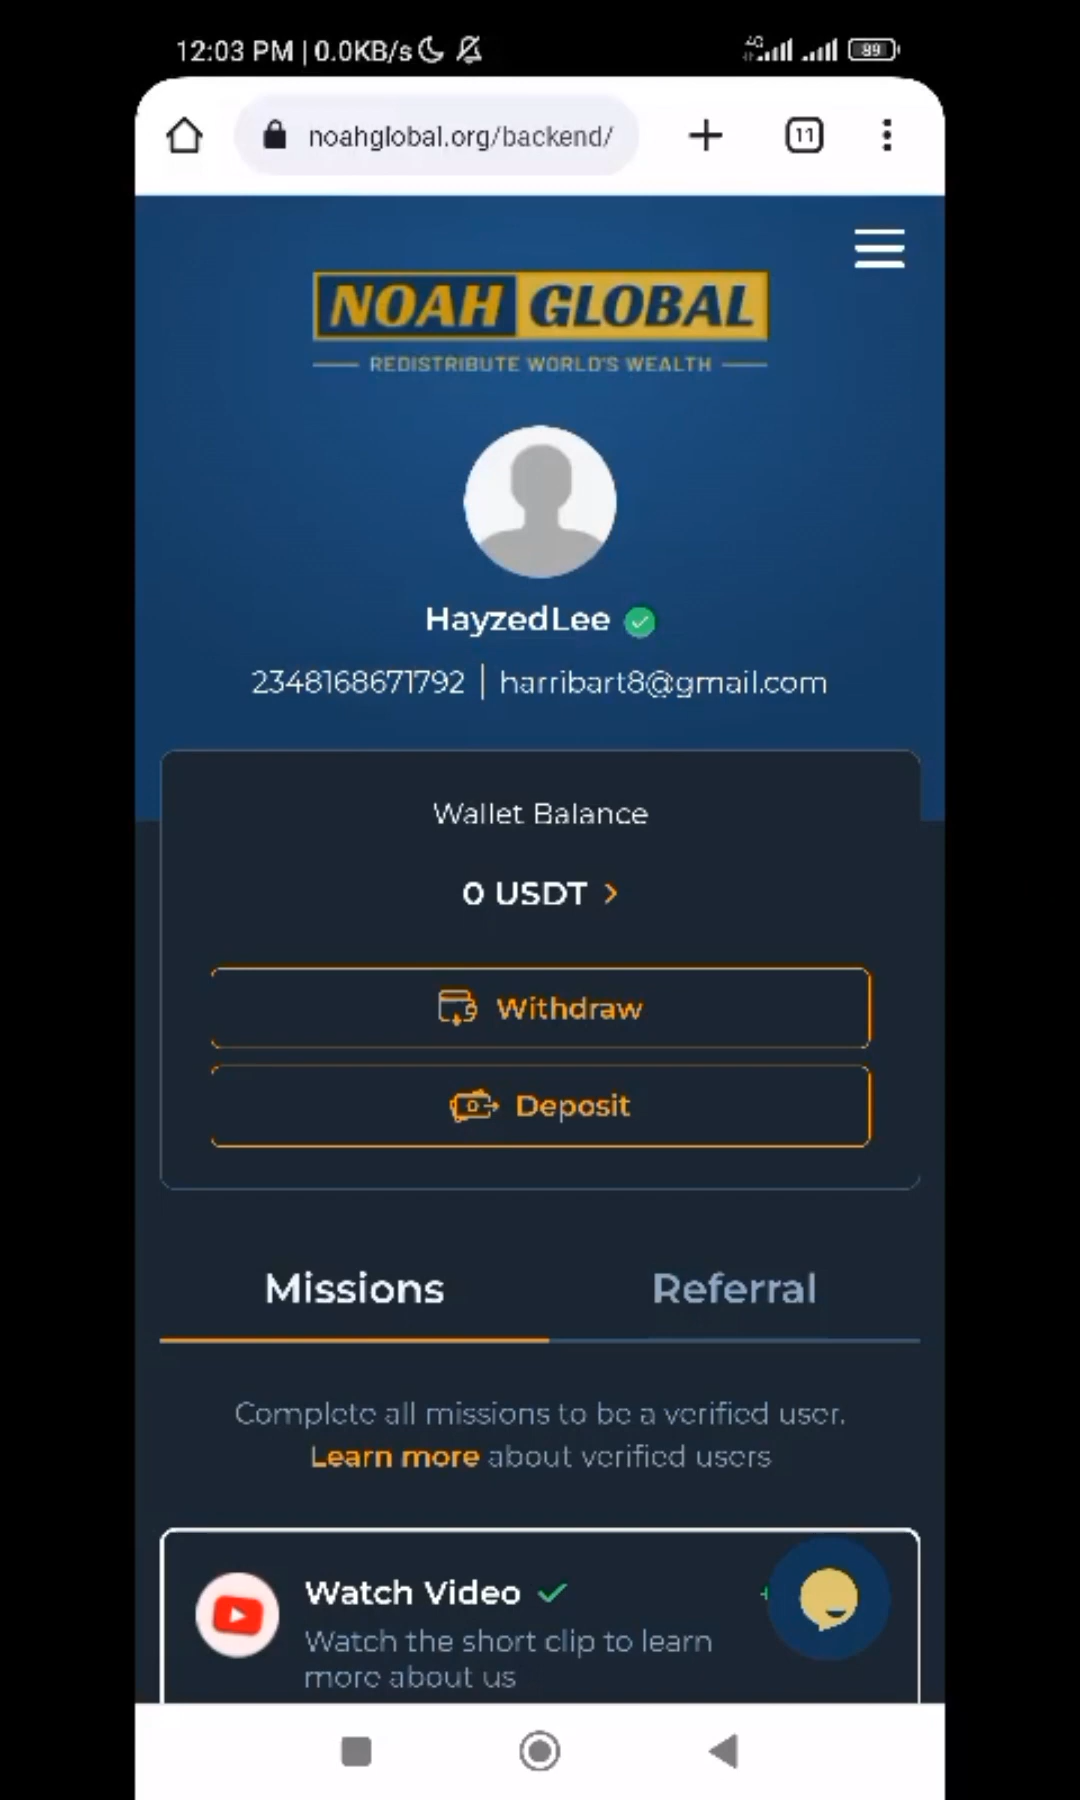 12:03 PM | 0.0KB/s
4G
89
noahglobal.org/backend/
11
NOAH GLOBAL
REDISTRIBUTE WORLD'S WEALTH
HayzedLee
2348168671792 | harribart8@gmail.com
Wallet Balance
0 USDT >
Withdraw
Deposit
Missions
Referral
Complete all missions to be a verified user.
Learn more about verified users
Watch Video
+
Watch the short clip to learn
more about us